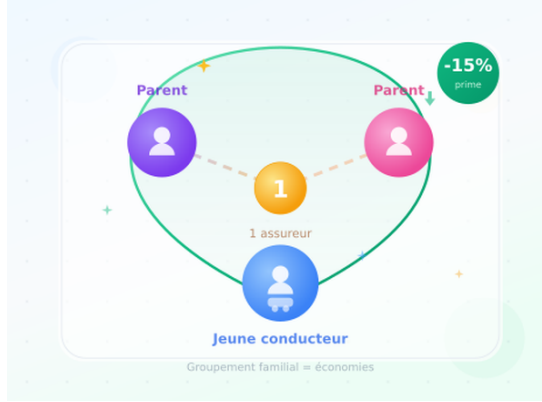 -15%
prime
Parent
Parent
1
1 assureur
Jeune conducteur
Groupement familial = économies